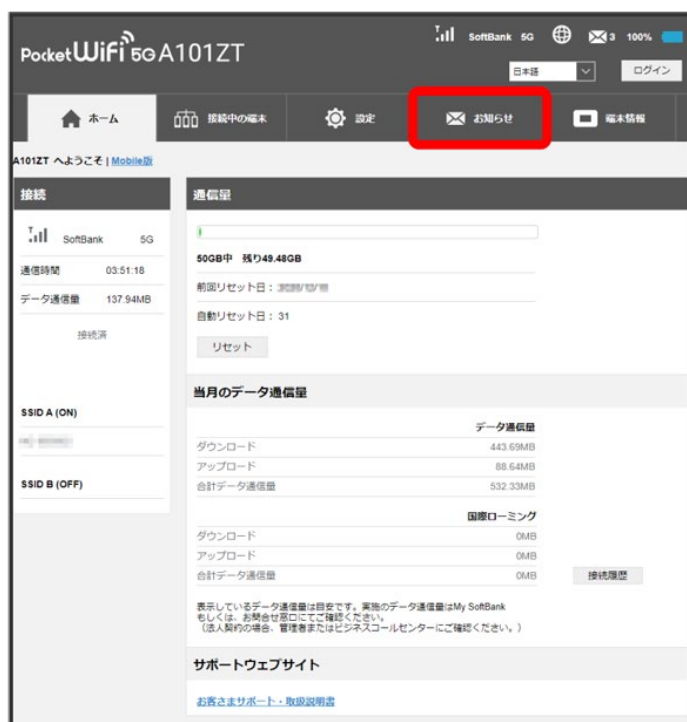 PocketWiFi 5G A101ZT
SoftBank 5G
3 100%
日本語
ログイン
ホーム
接続中の端末
設定
お知らせ
端末情報
A101ZT へようこそ | Mobile版
接続
SoftBank 5G
通信時間 03:51:18
データ通信量 137.94MB
接続済
SSID A (ON)
SSID B (OFF)
通信量
50GB中 残り49.48GB
前回リセット日：
自動リセット日：31
リセット
当月のデータ通信量
データ通信量
ダウンロード 443.69MB
アップロード 88.64MB
合計データ通信量 532.33MB
国際ローミング
ダウンロード 0MB
アップロード 0MB
合計データ通信量 0MB
接続履歴
表示しているデータ通信量は目安です。実施のデータ通信量はMy SoftBank
もしくは、お問合せ窓口にてご確認ください。
（法人契約の場合、管理者またはビジネスコールセンターにご確認ください。）
サポートウェブサイト
お客さまサポート・取扱説明書